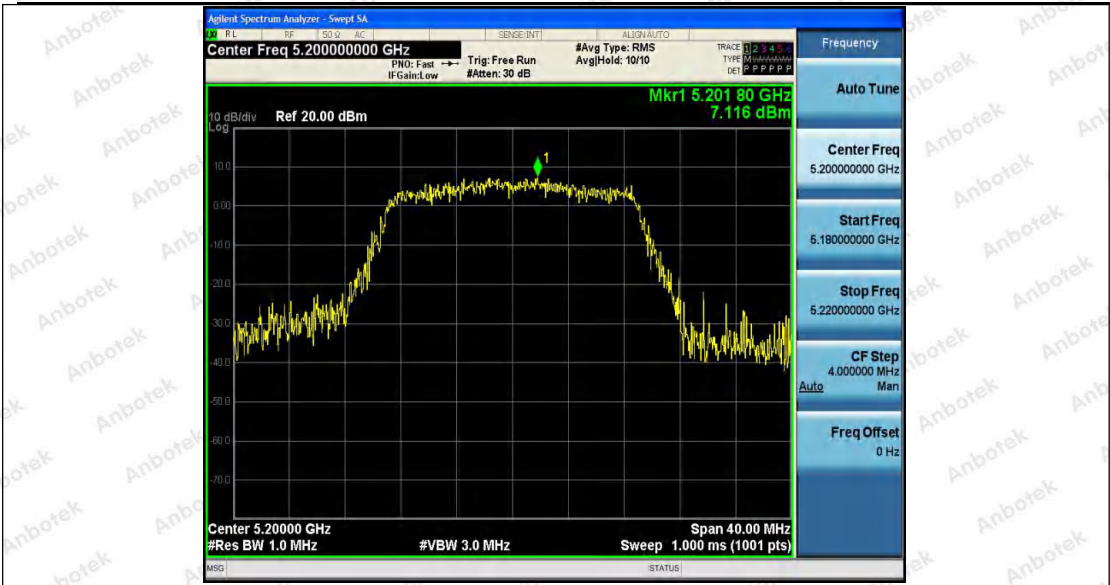 Agilent Spectrum Analyzer - Swept SA
RL RF 50 Ω AC SENSE:INT ALIGN AUTO
Center Freq 5.200000000 GHz
PNO: Fast
IFGain:Low
Trig: Free Run
#Atten: 30 dB
#Avg Type: RMS
Avg|Hold: 10/10
TRACE 1 2 3 4 5 6
TYPE M
DET P P P P P P
Mkr1 5.201 80 GHz
7.116 dBm
10 dB/div Ref 20.00 dBm
Log
1
10.0
0.00
-10.0
-20.0
-30.0
-40.0
-50.0
-60.0
-70.0
Center 5.20000 GHz
Span 40.00 MHz
#Res BW 1.0 MHz
#VBW 3.0 MHz
Sweep 1.000 ms (1001 pts)
MSG
STATUS
Frequency
Auto Tune
Center Freq
5.200000000 GHz
Start Freq
5.180000000 GHz
Stop Freq
5.220000000 GHz
CF Step
4.000000 MHz
Auto Man
Freq Offset
0 Hz
Anbotek